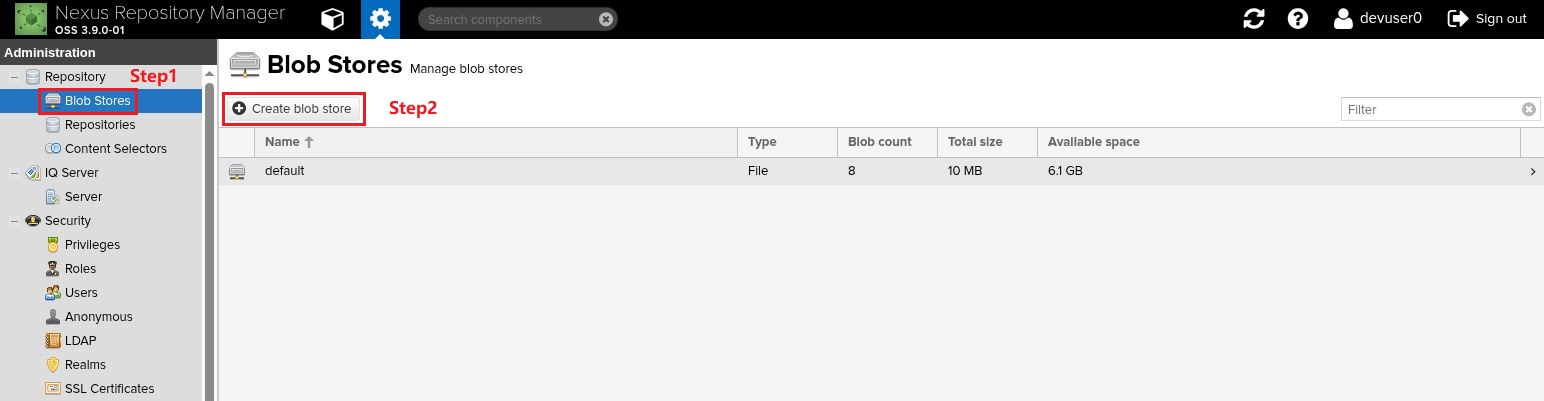 Nexus Repository Manager
OSS 3.9.0-01
Search components
devuser0
Sign out
Administration
Repository Step1
Blob Stores
Repositories
Content Selectors
IQ Server
Server
Security
Privileges
Roles
Users
Anonymous
LDAP
Realms
SSL Certificates
Blob Stores Manage blob stores
Create blob store Step2
Filter
Name Type Blob count Total size Available space
default File 8 10 MB 6.1 GB